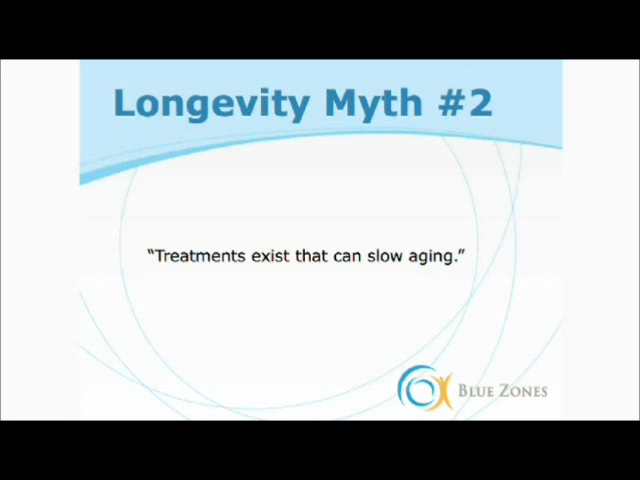 Longevity Myth #2
“Treatments exist that can slow aging.”
BLUE ZONES